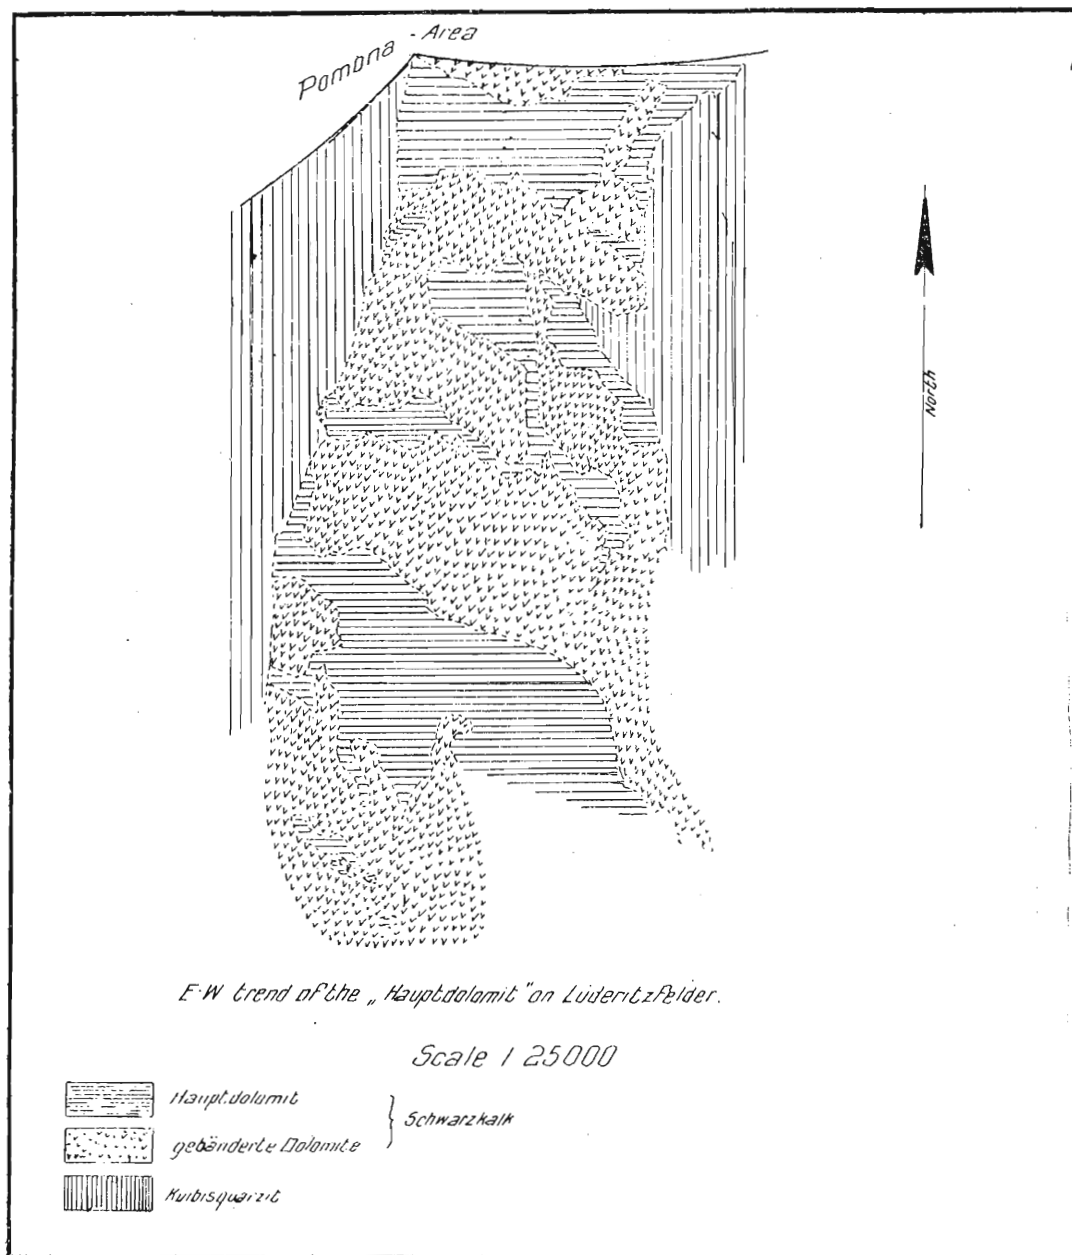 Pomona - Area
North
E-W trend of the „Hauptdolomit" on Lüderitzfelder.
Scale 1 25000
Hauptdolomit
gebänderte Dolomite
Schwarzkalk
Kuibisquarzit